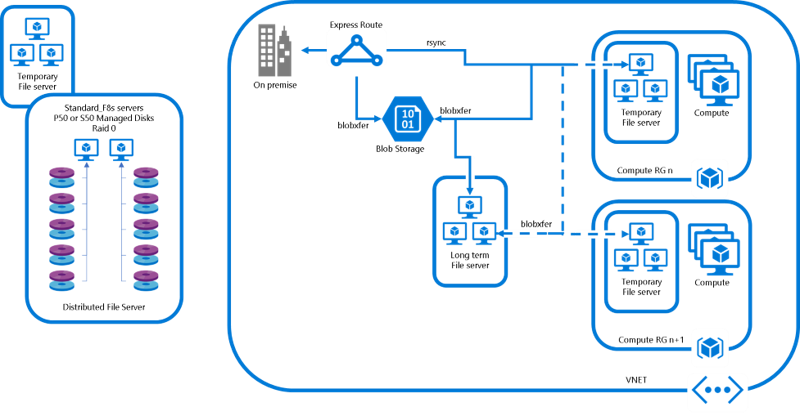 Temporary
File server
Standard_F8s servers
P50 or S50 Managed Disks
Raid 0
Distributed File Server
Express Route
On premise
rsync
blobxfer
blobxfer
10
01
Blob Storage
Long term
File server
blobxfer
Temporary
File server
Compute
Compute RG n
Temporary
File server
Compute
Compute RG n+1
VNET